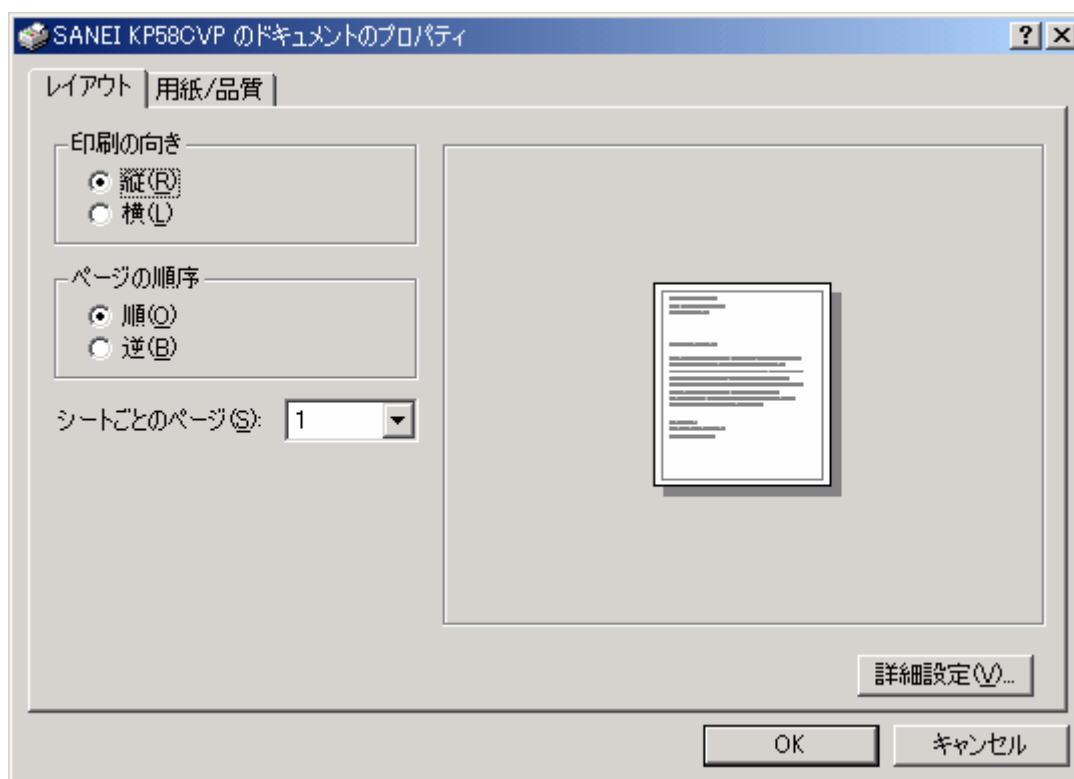 SANEI KP58CVP のドキュメントのプロパティ
レイアウト
用紙/品質
印刷の向き
縦(R)
横(L)
ページの順序
順(O)
逆(B)
シートごとのページ(S):
1
詳細設定(V)...
OK
キャンセル